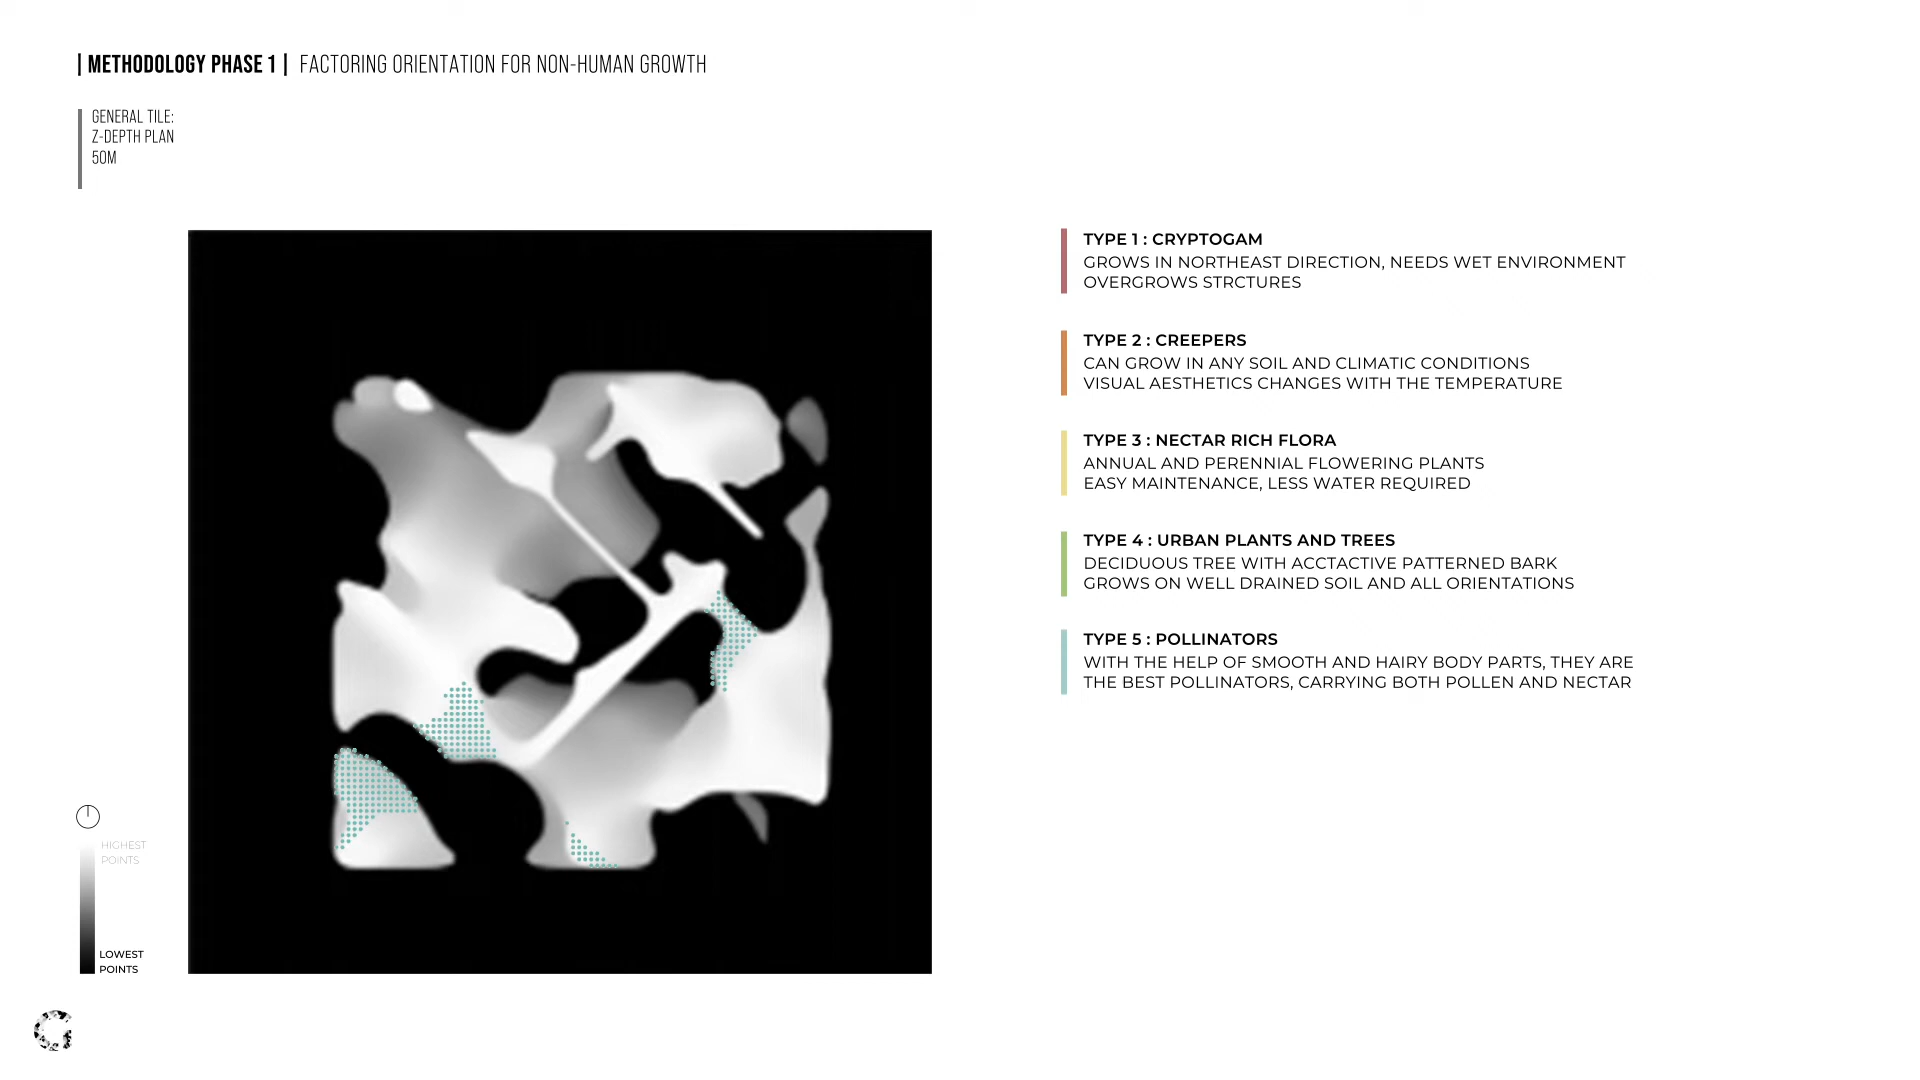 | METHODOLOGY PHASE 1 | FACTORING ORIENTATION FOR NON-HUMAN GROWTH
GENERAL TILE:
Z-DEPTH PLAN
50M
TYPE 1 : CRYPTOGAM
GROWS IN NORTHEAST DIRECTION, NEEDS WET ENVIRONMENT
OVERGROWS STRCTURES
TYPE 2 : CREEPERS
CAN GROW IN ANY SOIL AND CLIMATIC CONDITIONS
VISUAL AESTHETICS CHANGES WITH THE TEMPERATURE
TYPE 3 : NECTAR RICH FLORA
ANNUAL AND PERENNIAL FLOWERING PLANTS
EASY MAINTENANCE, LESS WATER REQUIRED
TYPE 4 : URBAN PLANTS AND TREES
DECIDUOUS TREE WITH ACCTACTIVE PATTERNED BARK
GROWS ON WELL DRAINED SOIL AND ALL ORIENTATIONS
TYPE 5 : POLLINATORS
WITH THE HELP OF SMOOTH AND HAIRY BODY PARTS, THEY ARE
THE BEST POLLINATORS, CARRYING BOTH POLLEN AND NECTAR
HIGHEST
POINTS
LOWEST
POINTS
G